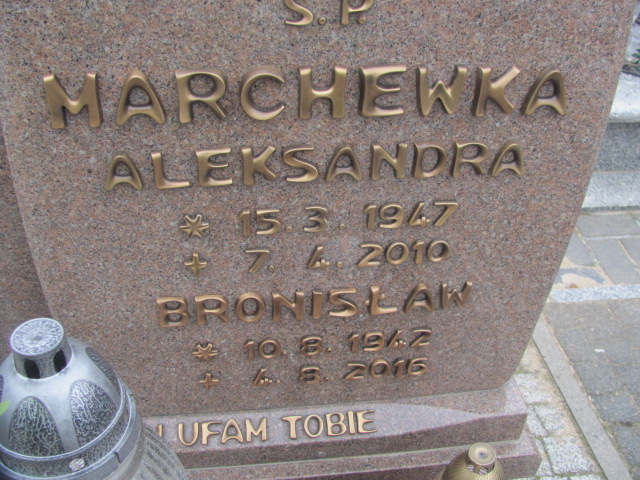 Ś.P.
MARCHEWKA
ALEKSANDRA
* 15. 3. 1947
+ 7. 4. 2010
BRONISŁAW
* 10. 8. 1942
+ 4. 8. 2016
UFAM TOBIE